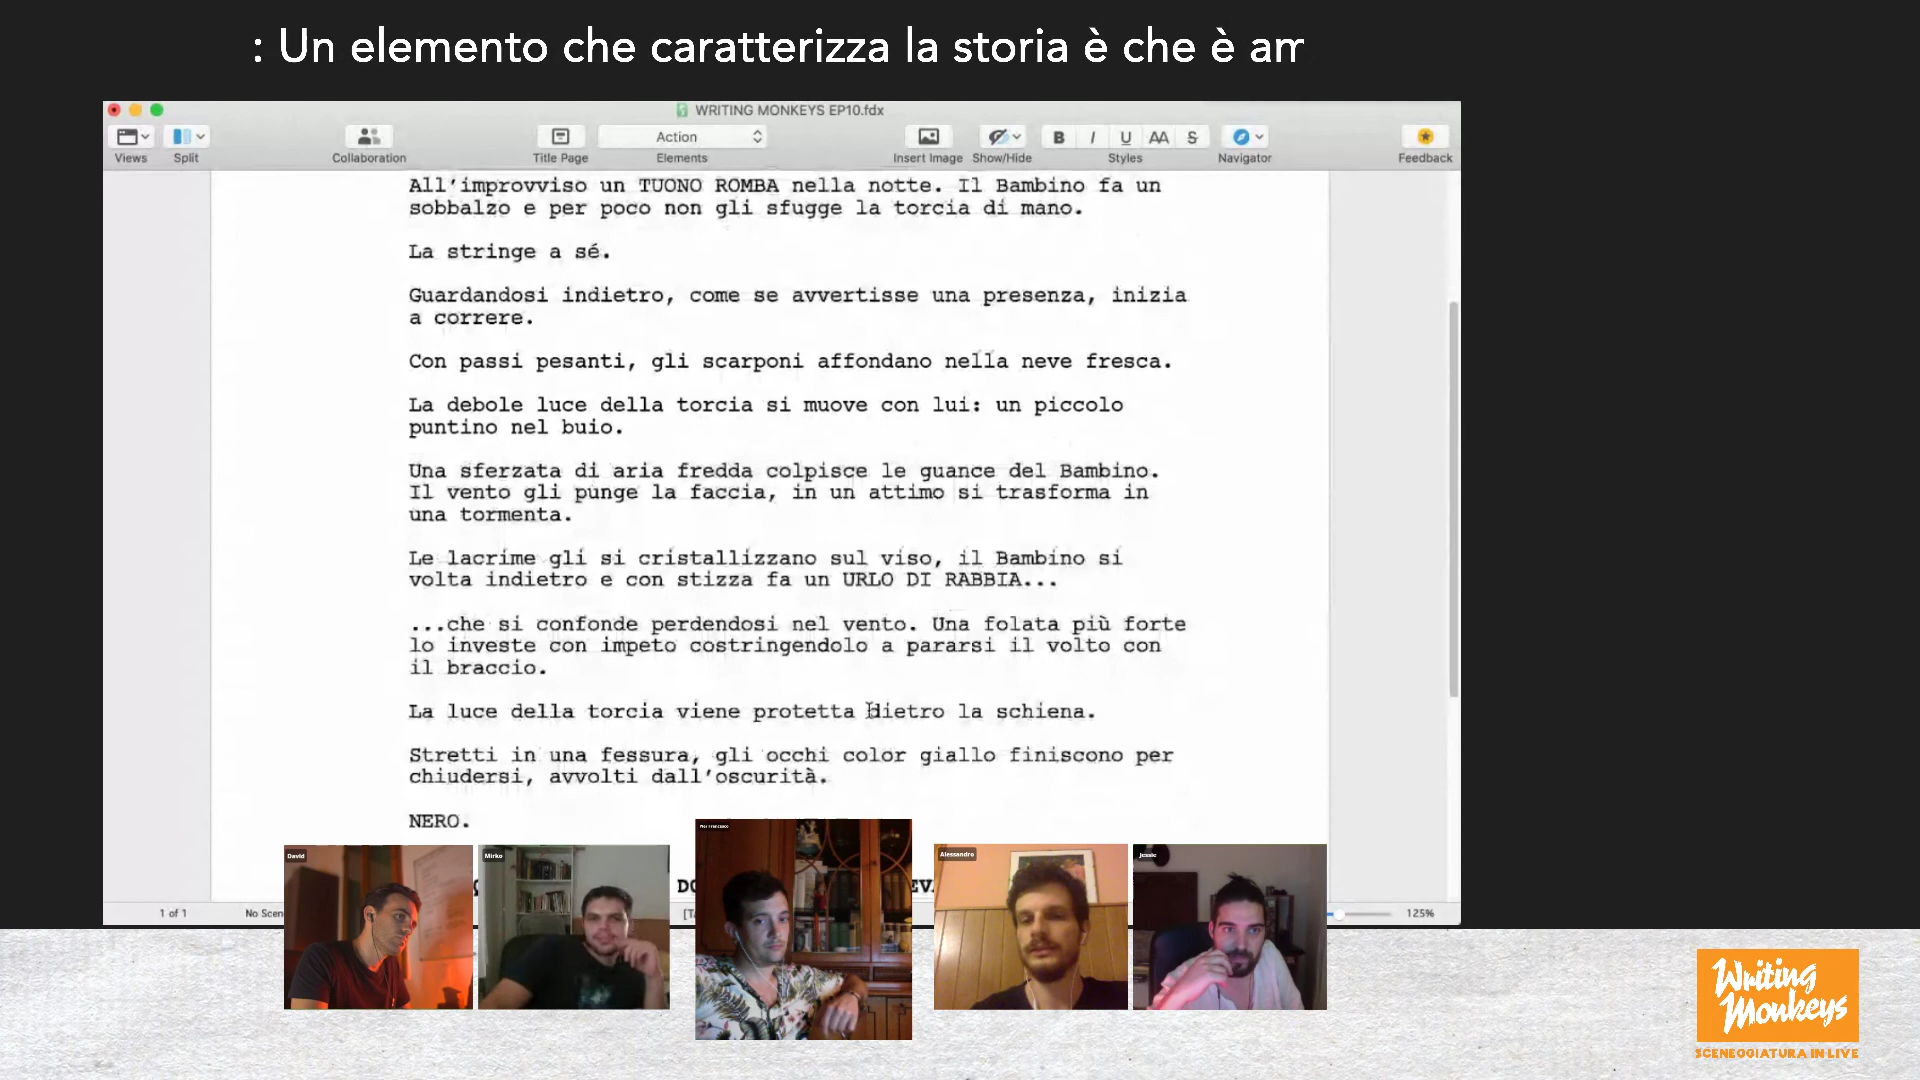 : Un elemento che caratterizza la storia è che è am
WRITING MONKEYS EP10.fdx
Action
B I U AA S
Views Split Collaboration Title Page Elements Insert Image Show/Hide Styles Navigator Feedback
All'improvviso un TUONO ROMBA nella notte. Il Bambino fa un
sobbalzo e per poco non gli sfugge la torcia di mano.
La stringe a sé.
Guardandosi indietro, come se avvertisse una presenza, inizia
a correre.
Con passi pesanti, gli scarponi affondano nella neve fresca.
La debole luce della torcia si muove con lui: un piccolo
puntino nel buio.
Una sferzata di aria fredda colpisce le guance del Bambino.
Il vento gli punge la faccia, in un attimo si trasforma in
una tormenta.
Le lacrime gli si cristallizzano sul viso, il Bambino si
volta indietro e con stizza fa un URLO DI RABBIA...
...che si confonde perdendosi nel vento. Una folata più forte
lo investe con impeto costringendolo a pararsi il volto con
il braccio.
La luce della torcia viene protetta dietro la schiena.
Stretti in una fessura, gli occhi color giallo finiscono per
chiudersi, avvolti dall'oscurità.
NERO.
David
Mirko
Pier Francesco
Alessandro
Jessie
1 of 1
No Scen
125%
Writing
Monkeys
SCENEGGIATURA IN LIVE